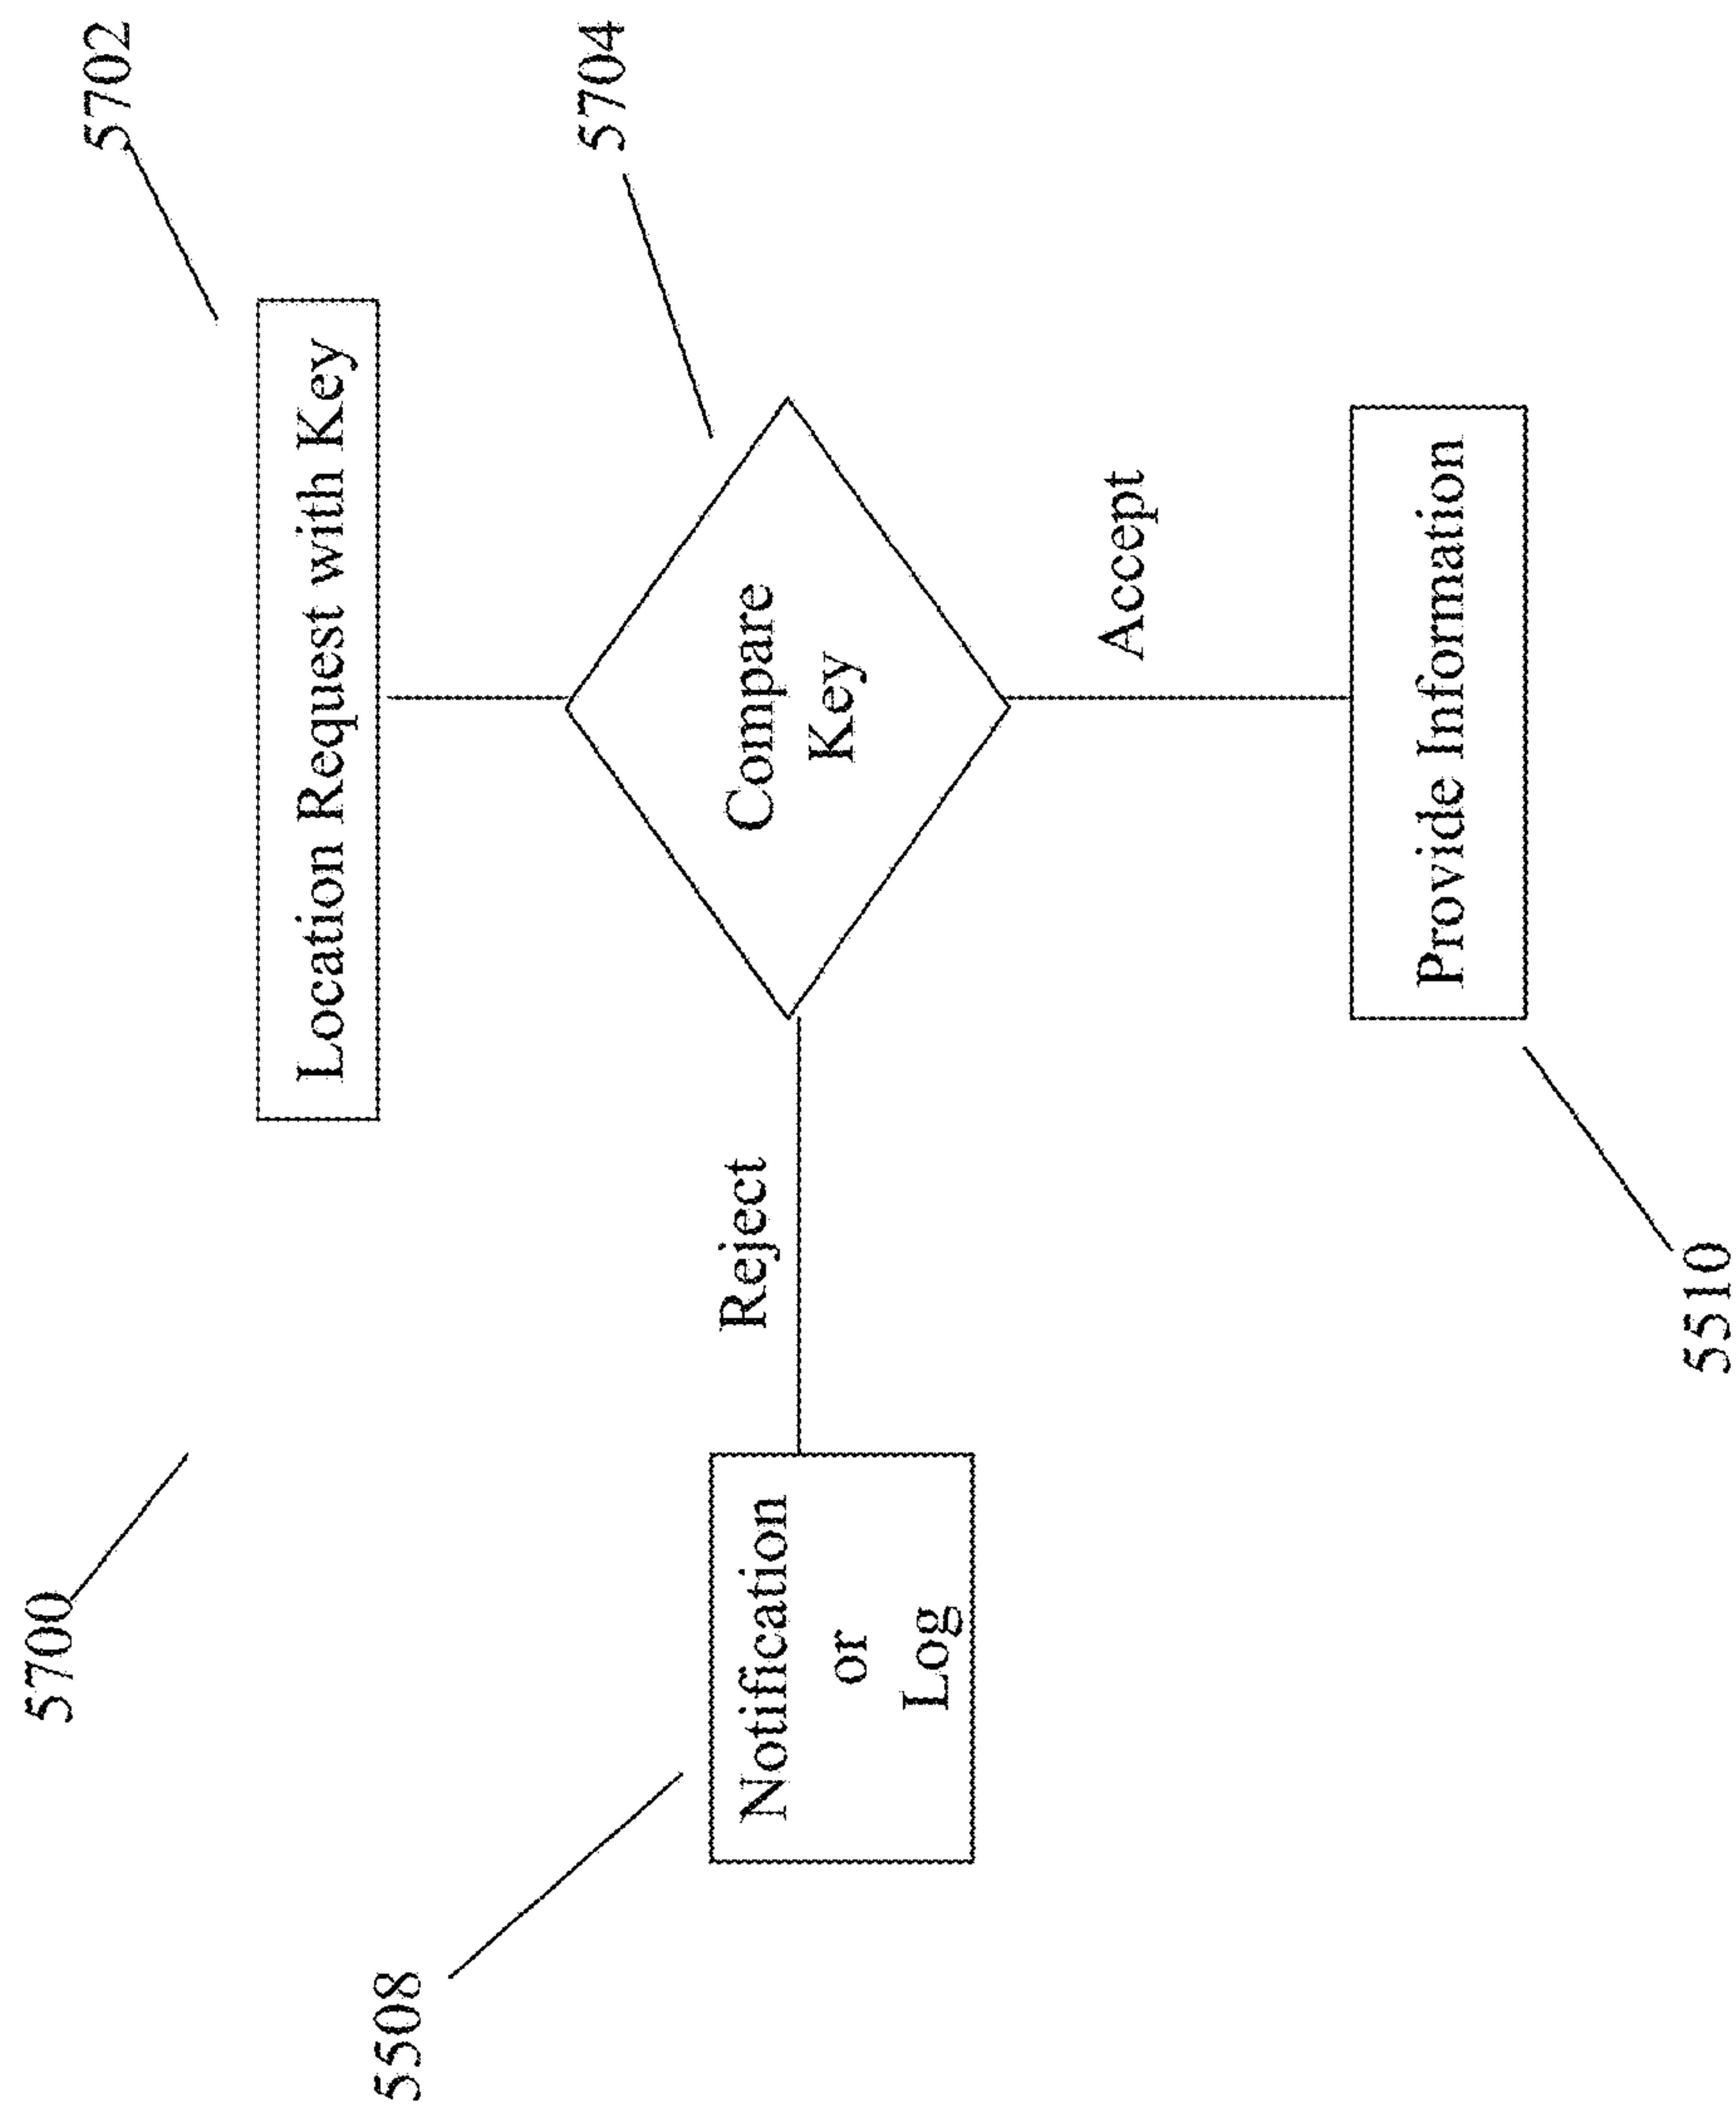 5700
5702
Location Request with Key
5704
Compare
Key
Reject
5508
Notification
or
Log
Accept
Provide Information
5510